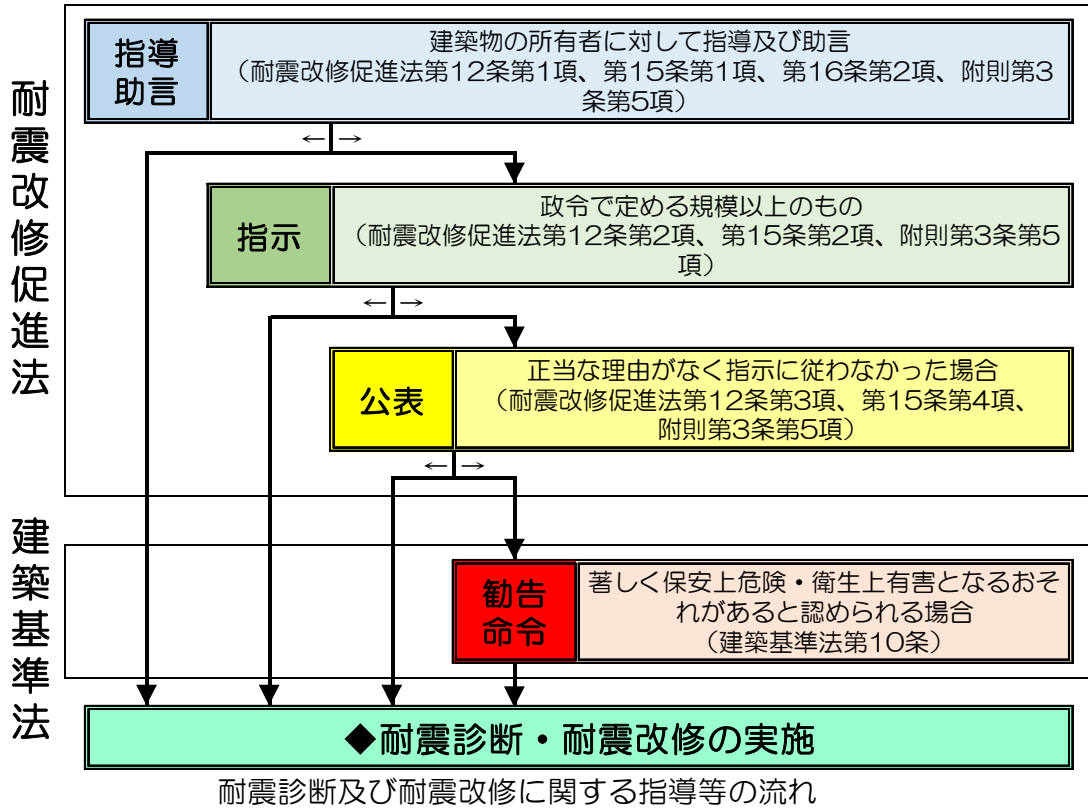 耐震改修促進法
指導
助言
建築物の所有者に対して指導及び助言
（耐震改修促進法第12条第1項、第15条第1項、第16条第2項、附則第3
条第5項）
←→
指示
政令で定める規模以上のもの
（耐震改修促進法第12条第2項、第15条第2項、附則第3条第5
項）
←→
公表
正当な理由がなく指示に従わなかった場合
（耐震改修促進法第12条第3項、第15条第4項、
附則第3条第5項）
←→
建築基準法
勧告
命令
著しく保安上危険・衛生上有害となるおそ
れがあると認められる場合
（建築基準法第10条）
◆耐震診断・耐震改修の実施
耐震診断及び耐震改修に関する指導等の流れ